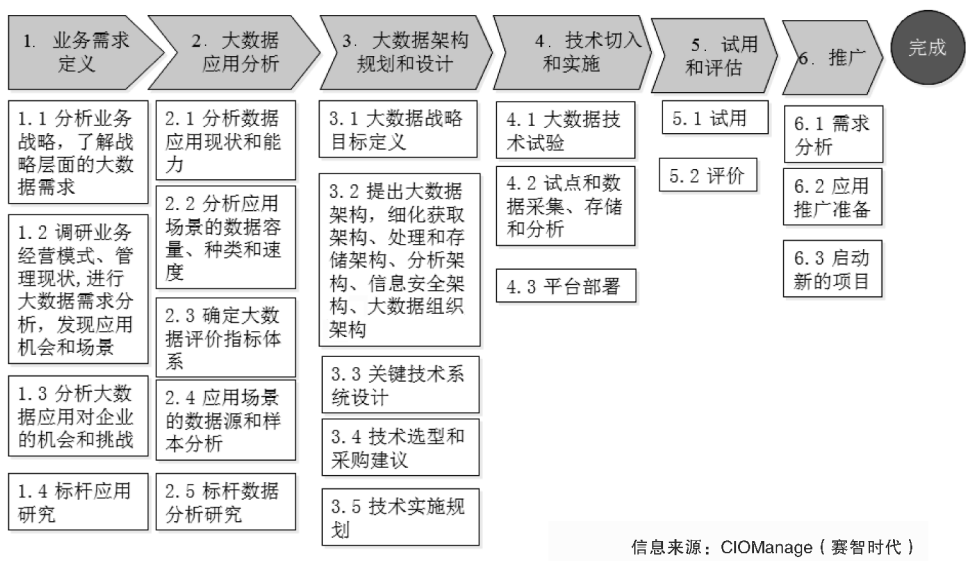 1. 业务需求
定义
2. 大数据
应用分析
3. 大数据架构
规划和设计
4. 技术切入
和实施
5. 试用
和评估
6. 推广
完成
1.1 分析业务
战略，了解战
略层面的大数
据需求
1.2 调研业务
经营模式、管
理现状,进行
大数据需求分
析，发现应用
机会和场景
1.3 分析大数
据应用对企业
的机会和挑战
1.4 标杆应用
研究
2.1 分析数据
应用现状和能
力
2.2 分析应用
场景的数据容
量、种类和速
度
2.3 确定大数
据评价指标体
系
2.4 应用场景
的数据源和样
本分析
2.5 标杆数据
分析研究
3.1 大数据战略
目标定义
3.2 提出大数据
架构，细化获取
架构、处理和存
储架构、分析架
构、信息安全架
构、大数据组织
架构
3.3 关键技术系
统设计
3.4 技术选型和
采购建议
3.5 技术实施规
划
4.1 大数据技
术试验
4.2 试点和数
据采集、存储
和分析
4.3 平台部署
5.1 试用
5.2 评价
6.1 需求
分析
6.2 应用
推广准备
6.3 启动
新的项目
信息来源：CIOManage（赛智时代）